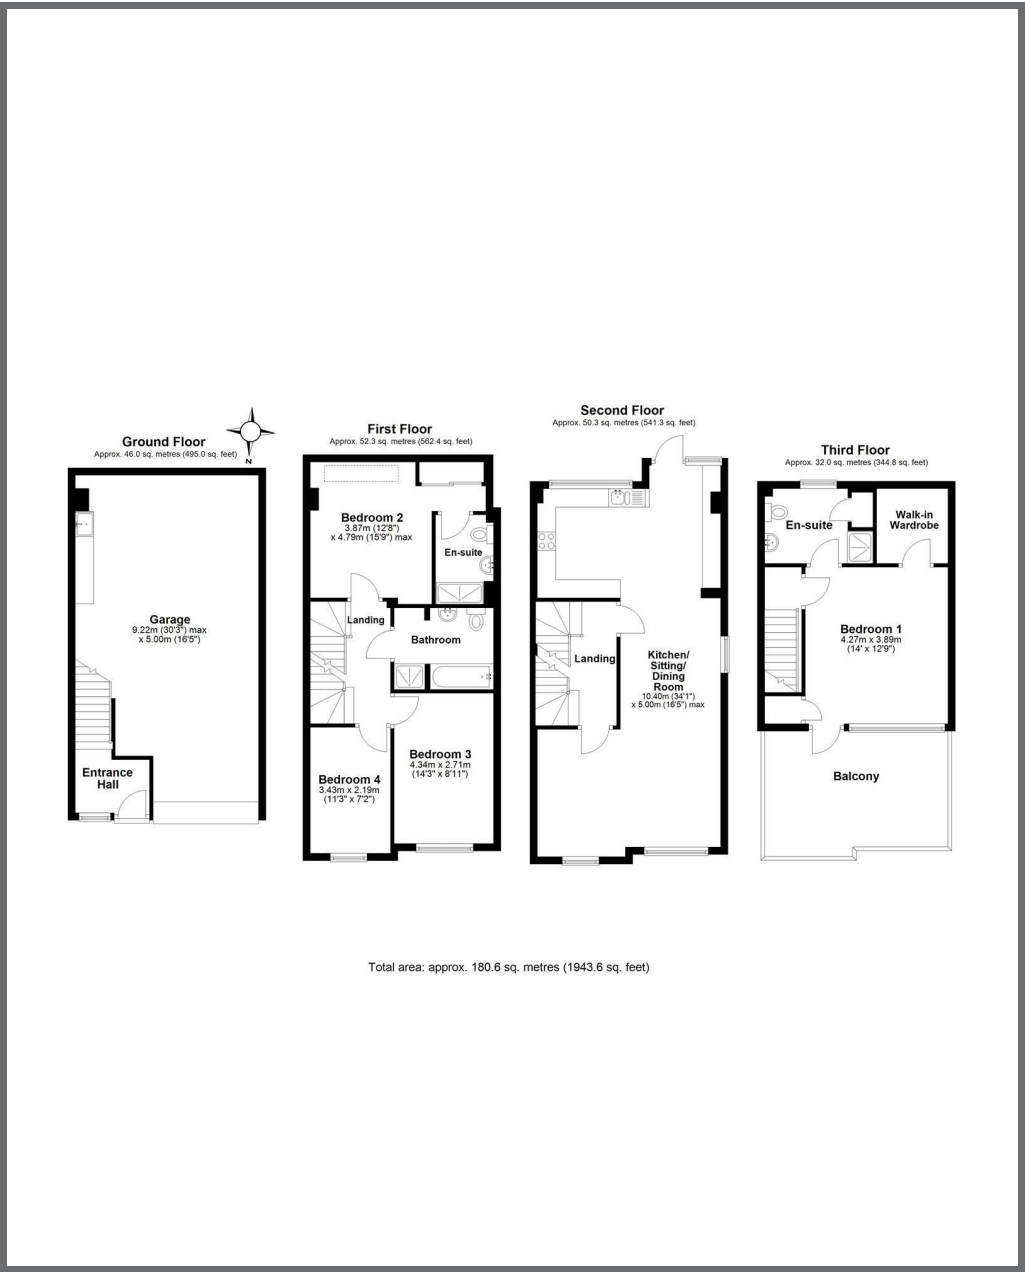 Ground Floor
Approx. 46.0 sq. metres (495.0 sq. feet)
N
Garage
9.22m (30'3") max
x 5.00m (16'5")
Entrance
Hall
First Floor
Approx. 52.3 sq. metres (562.4 sq. feet)
Bedroom 2
3.87m (12'8")
x 4.79m (15'9") max
En-suite
Landing
Bathroom
Bedroom 3
4.34m x 2.71m
(14'3" x 8'11")
Bedroom 4
3.43m x 2.19m
(11'3" x 7'2")
Second Floor
Approx. 50.3 sq. metres (541.3 sq. feet)
Landing
Kitchen/
Sitting/
Dining
Room
10.40m (34'1")
x 5.00m (16'5") max
Third Floor
Approx. 32.0 sq. metres (344.8 sq. feet)
En-suite
Walk-in
Wardrobe
Bedroom 1
4.27m x 3.89m
(14' x 12'9")
Balcony
Total area: approx. 180.6 sq. metres (1943.6 sq. feet)